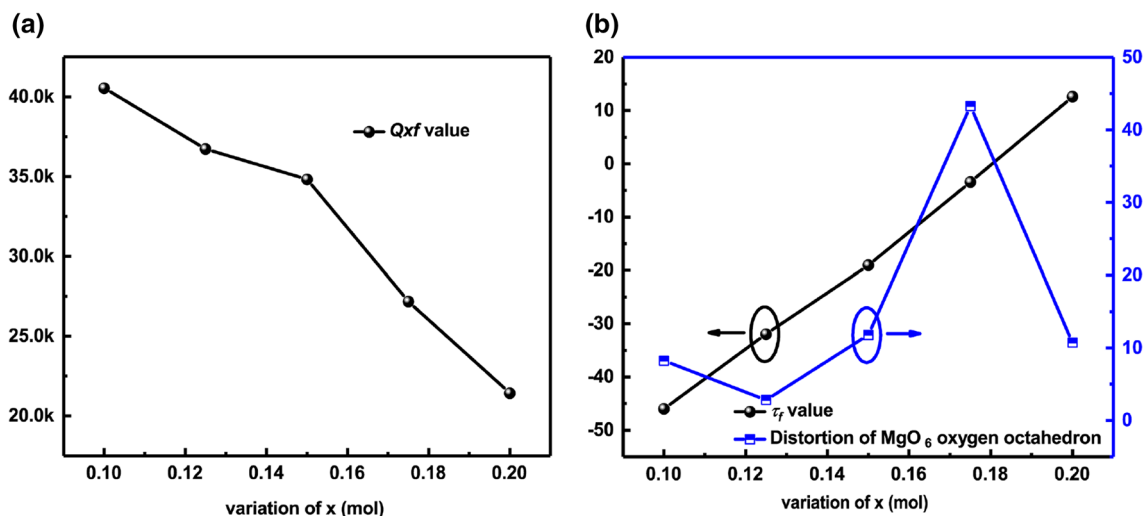 (a)
40.0k
35.0k
30.0k
25.0k
20.0k
Qxf value
0.10 0.12 0.14 0.16 0.18 0.20
variation of x (mol)
(b)
20
10
0
-10
-20
-30
-40
-50
50
40
30
20
10
0
τf value
Distortion of MgO6 oxygen octahedron
0.10 0.12 0.14 0.16 0.18 0.20
variation of x (mol)